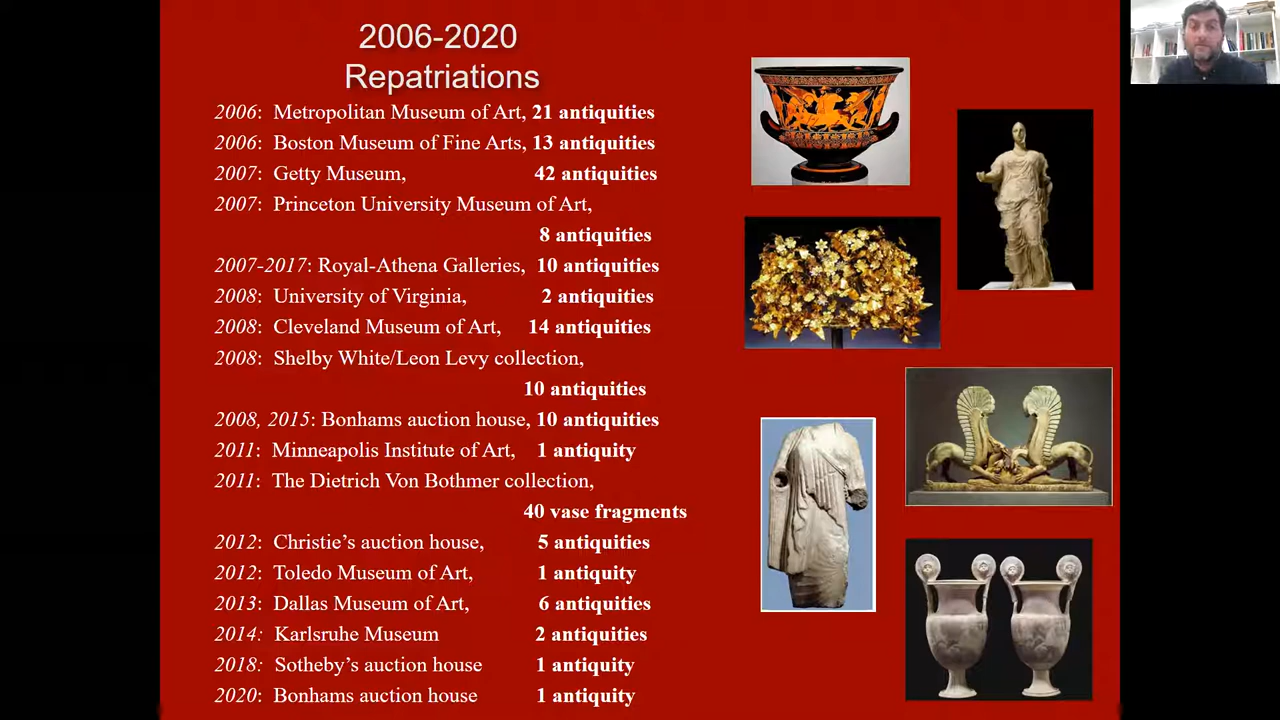 2006-2020
Repatriations
2006: Metropolitan Museum of Art, 21 antiquities
2006: Boston Museum of Fine Arts, 13 antiquities
2007: Getty Museum, 42 antiquities
2007: Princeton University Museum of Art,
8 antiquities
2007-2017: Royal-Athena Galleries, 10 antiquities
2008: University of Virginia, 2 antiquities
2008: Cleveland Museum of Art, 14 antiquities
2008: Shelby White/Leon Levy collection,
10 antiquities
2008, 2015: Bonhams auction house, 10 antiquities
2011: Minneapolis Institute of Art, 1 antiquity
2011: The Dietrich Von Bothmer collection,
40 vase fragments
2012: Christie's auction house, 5 antiquities
2012: Toledo Museum of Art, 1 antiquity
2013: Dallas Museum of Art, 6 antiquities
2014: Karlsruhe Museum 2 antiquities
2018: Sotheby's auction house 1 antiquity
2020: Bonhams auction house 1 antiquity